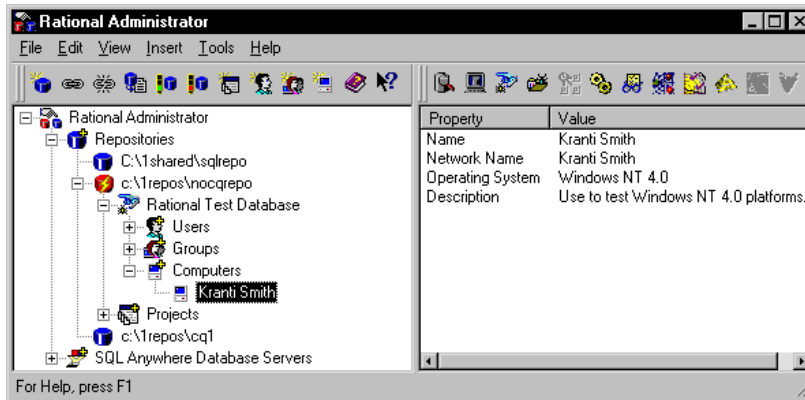 Rational Administrator
File Edit View Insert Tools Help
Rational Administrator
Repositories
C:\1shared\sqlrepo
c:\1repos\nocqrepo
Rational Test Database
Users
Groups
Computers
Kranti Smith
Projects
c:\1repos\cq1
SQL Anywhere Database Servers
Property Value
Name Kranti Smith
Network Name Kranti Smith
Operating System Windows NT 4.0
Description Use to test Windows NT 4.0 platforms.
For Help, press F1